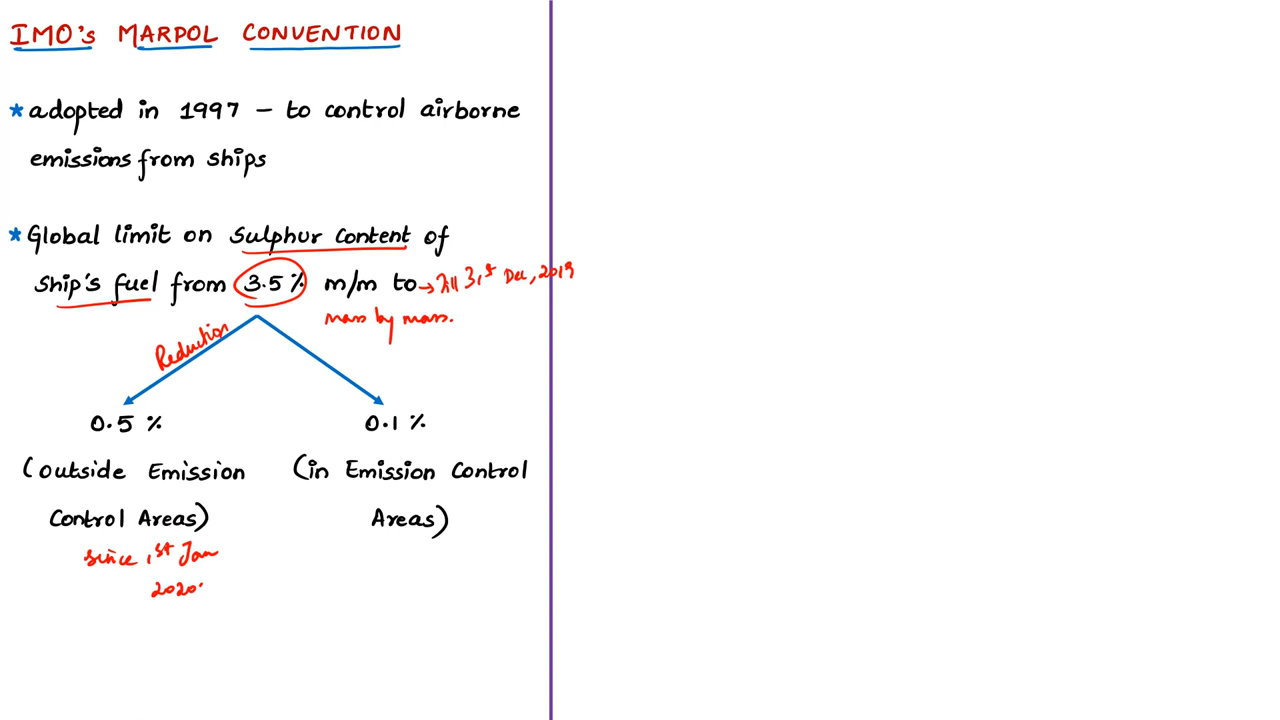 IMO's MARPOL CONVENTION
* adopted in 1997 – to control airborne
emissions from ships
* Global limit on Sulphur Content of
Ship's fuel from 3.5 % m/m to → till 31st Dec, 2019
mass by mass.
Reduction
0.5 %
0.1 %
(outside Emission
Control Areas)
(in Emission Control
Areas)
since 1st Jan
2020.